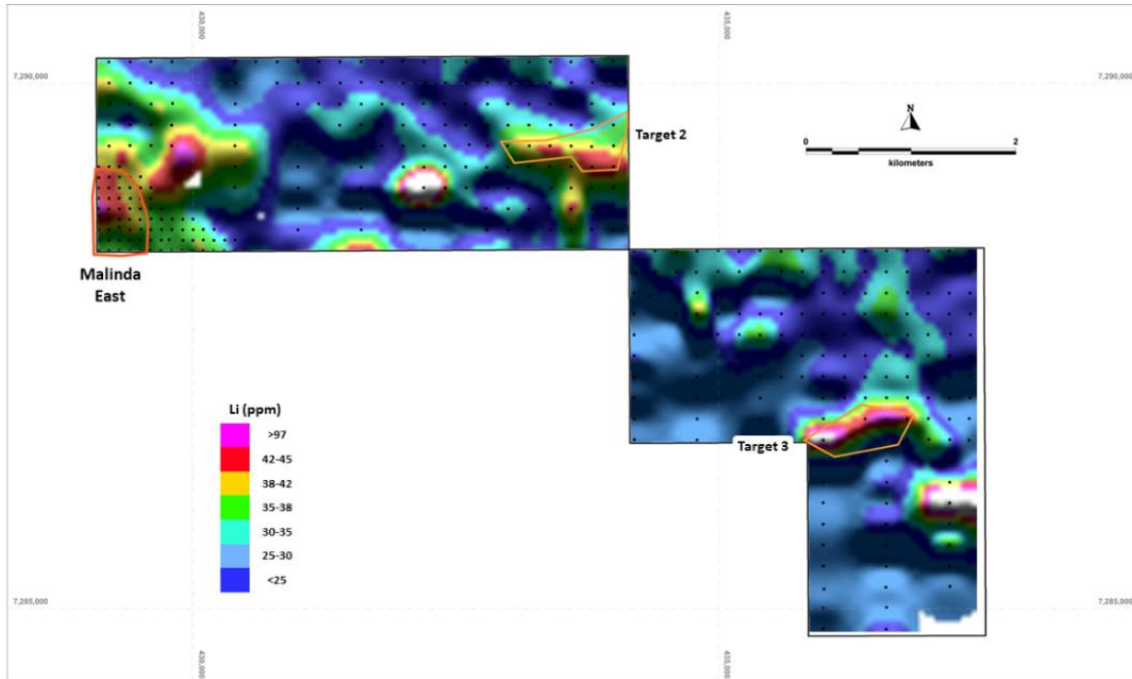 430,000
435,000
7,290,000
7,290,000
N
0
2
kilometers
Target 2
Malinda
East
Li (ppm)
>97
42-45
38-42
35-38
30-35
25-30
<25
Target 3
7,285,000
7,285,000
430,000
435,000